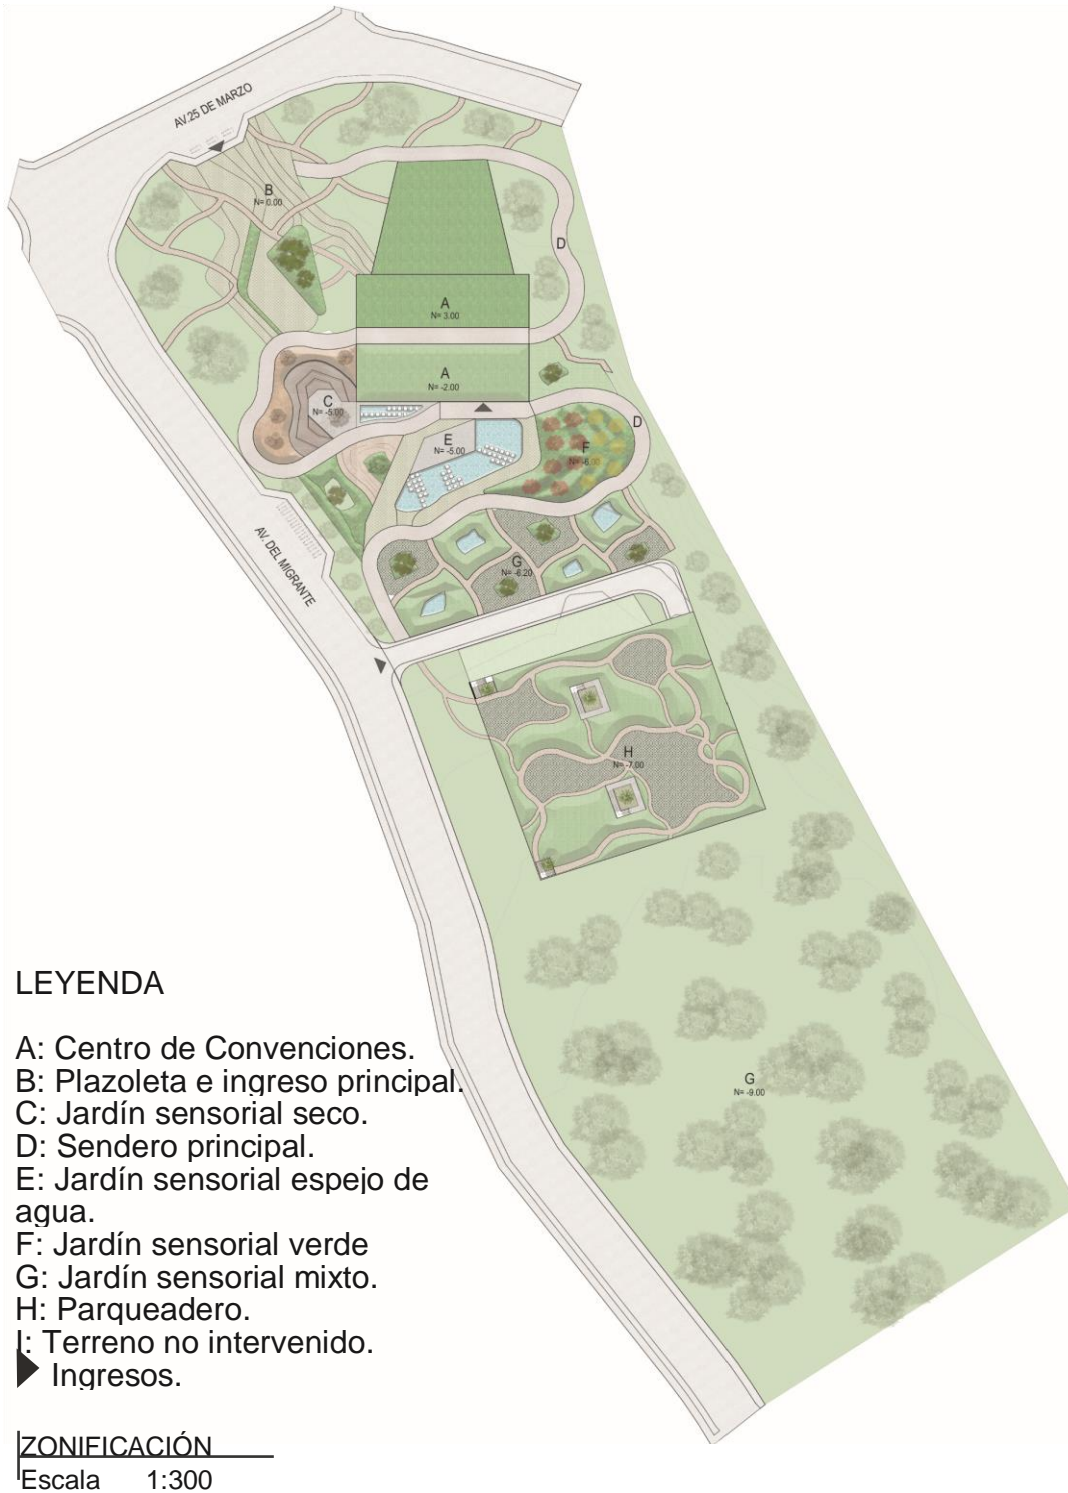 AV.25 DE MARZO
B
N= 0.00
D
A
N= 3.00
A
N= -2.00
C
N= -5.00
D
E
N= -5.00
F
N= -6.00
AV. DEL MIGRANTE
G
N= -6.20
H
N= -7.00
G
N= -9.00
LEYENDA
A: Centro de Convenciones.
B: Plazoleta e ingreso principal.
C: Jardín sensorial seco.
D: Sendero principal.
E: Jardín sensorial espejo de
agua.
F: Jardín sensorial verde
G: Jardín sensorial mixto.
H: Parqueadero.
I: Terreno no intervenido.
Ingresos.
ZONIFICACIÓN
Escala 1:300